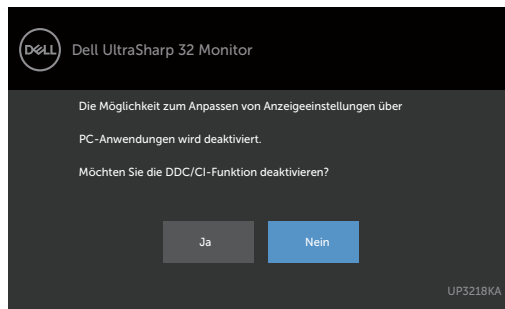 DELL
Dell UltraSharp 32 Monitor
Die Möglichkeit zum Anpassen von Anzeigeeinstellungen über
PC-Anwendungen wird deaktiviert.
Möchten Sie die DDC/CI-Funktion deaktivieren?
Ja
Nein
UP3218KA